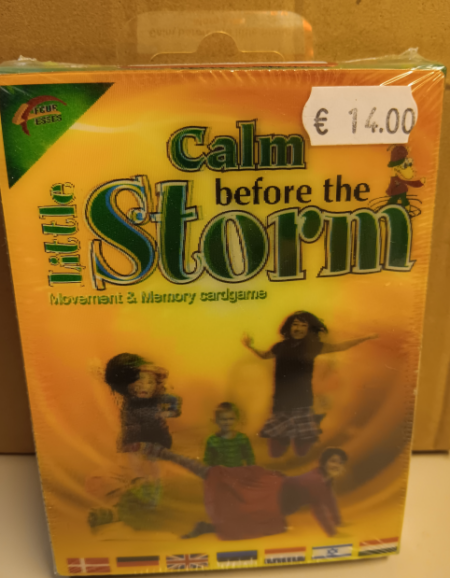 € 14.00
Calm
before the
Little
Storm
Movement & Memory cardgame